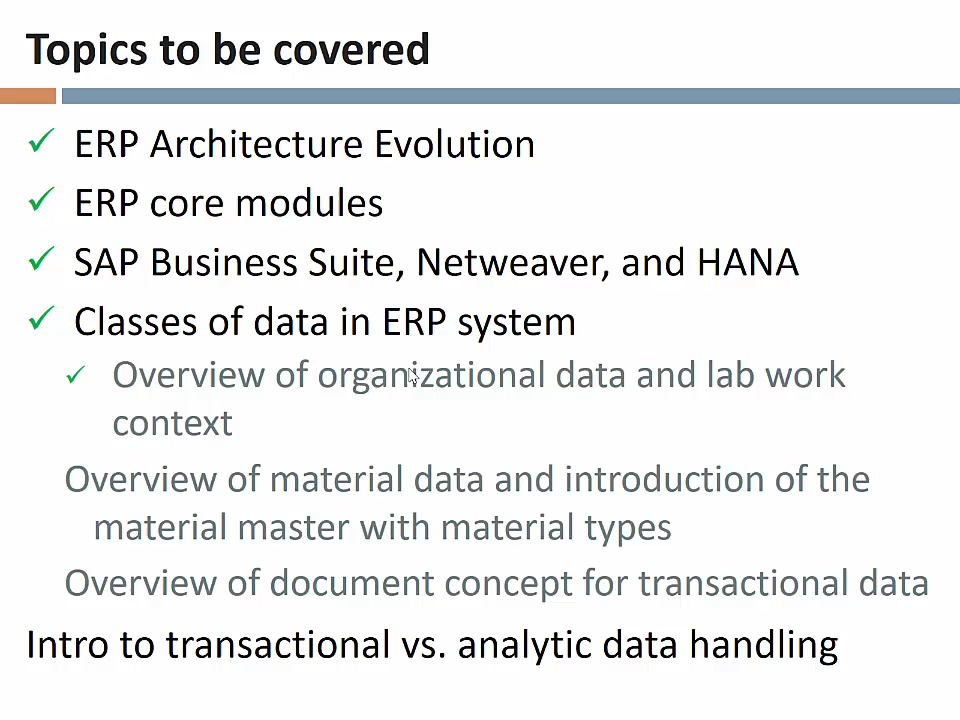 Topics to be covered
✓ ERP Architecture Evolution
✓ ERP core modules
✓ SAP Business Suite, Netweaver, and HANA
✓ Classes of data in ERP system
✓ Overview of organizational data and lab work
context
Overview of material data and introduction of the
material master with material types
Overview of document concept for transactional data
Intro to transactional vs. analytic data handling